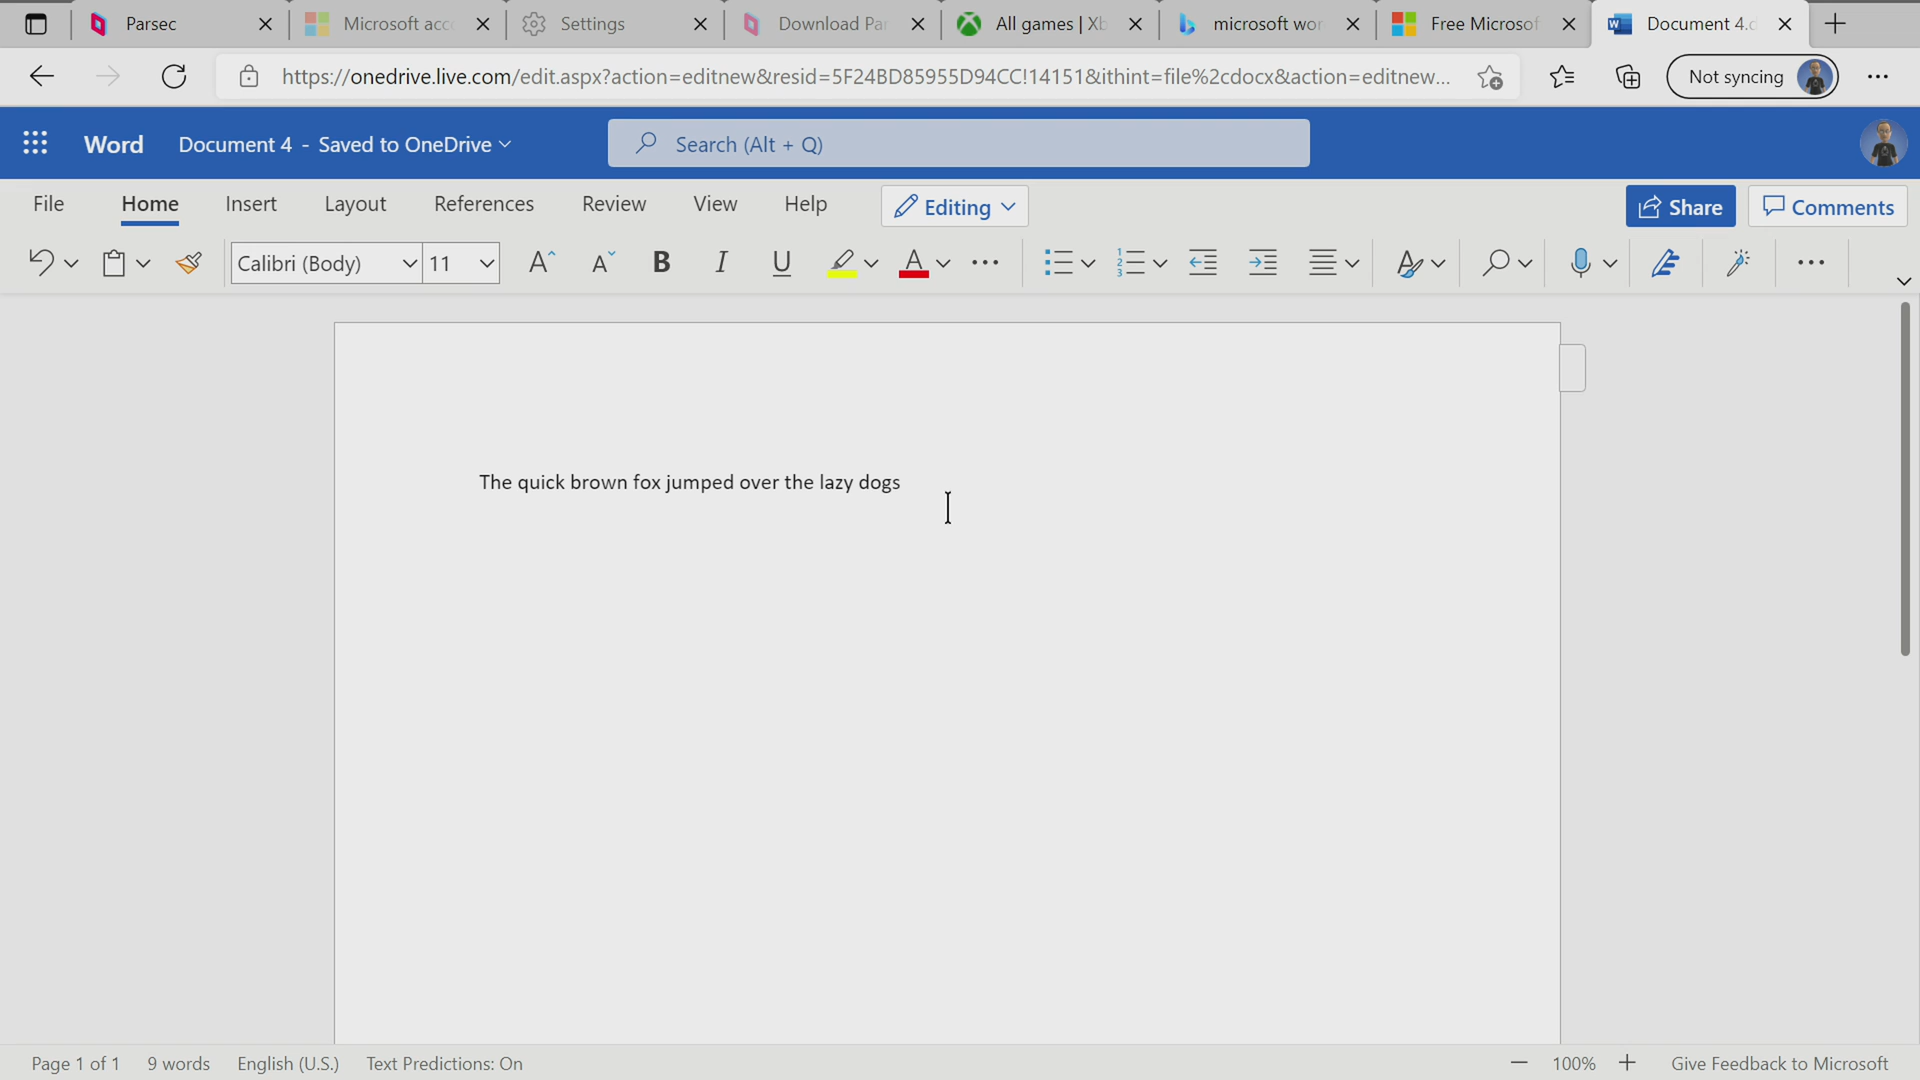 Parsec
Microsoft acc
Settings
Download Par
All games | Xb
microsoft wor
Free Microsof
Document 4.d
https://onedrive.live.com/edit.aspx?action=editnew&resid=5F24BD85955D94CC!14151&ithint=file%2cdocx&action=editnew...
Not syncing
Word
Document 4 - Saved to OneDrive
Search (Alt + Q)
File
Home
Insert
Layout
References
Review
View
Help
Editing
Share
Comments
Calibri (Body)
11
The quick brown fox jumped over the lazy dogs
Page 1 of 1
9 words
English (U.S.)
Text Predictions: On
100%
Give Feedback to Microsoft